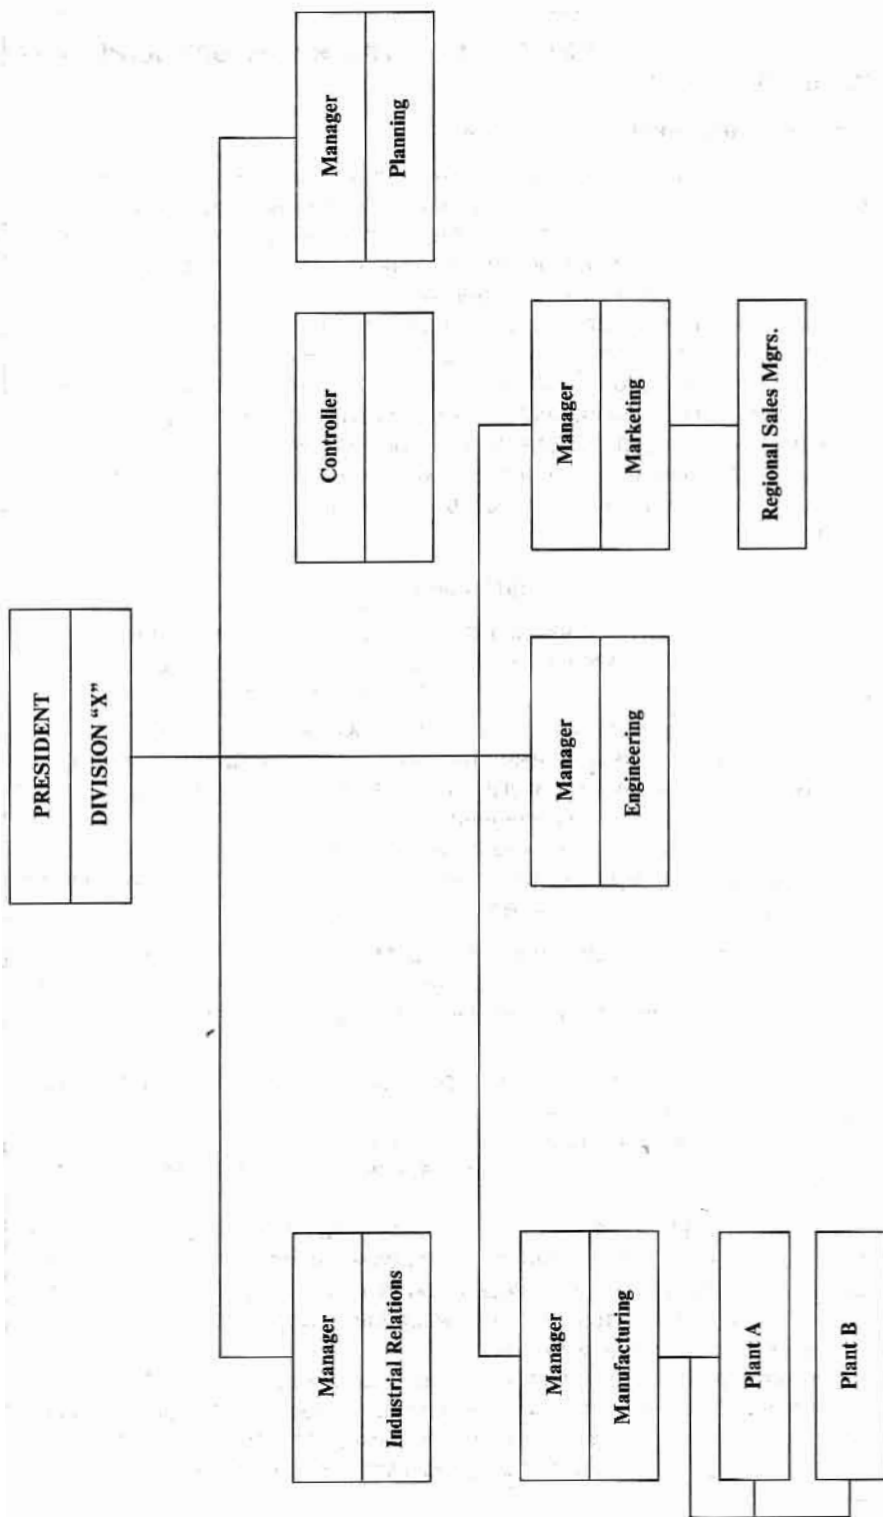 PRESIDENT
DIVISION “X”
Manager
Industrial Relations
Controller
Manager
Planning
Manager
Manufacturing
Manager
Engineering
Manager
Marketing
Plant A
Plant B
Regional Sales Mgrs.